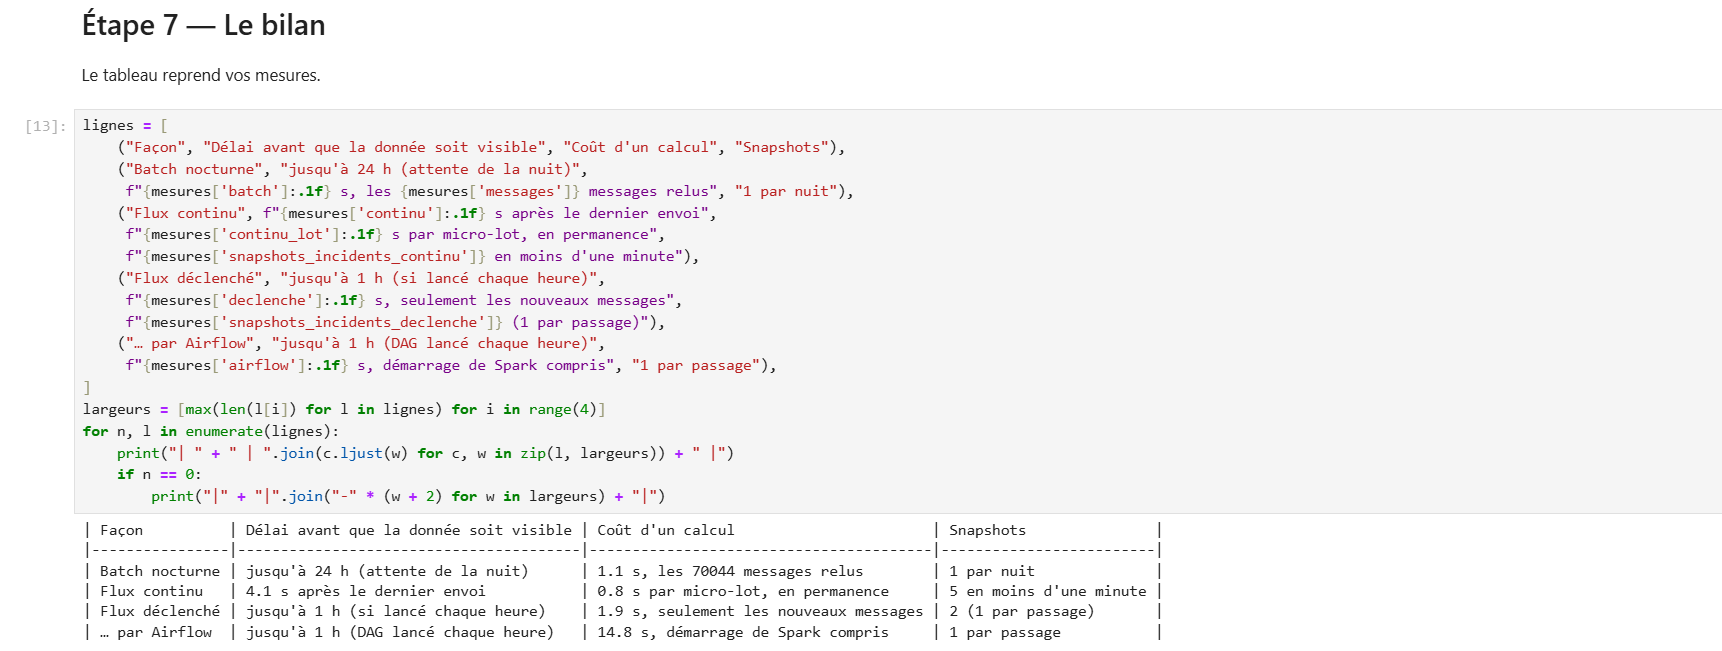 Étape 7 — Le bilan
Le tableau reprend vos mesures.
[13]:
lignes = [
    ("Façon", "Délai avant que la donnée soit visible", "Coût d'un calcul", "Snapshots"),
    ("Batch nocturne", "jusqu'à 24 h (attente de la nuit)",
     f"{mesures['batch']:.1f} s, les {mesures['messages']} messages relus", "1 par nuit"),
    ("Flux continu", f"{mesures['continu']:.1f} s après le dernier envoi",
     f"{mesures['continu_lot']:.1f} s par micro-lot, en permanence",
     f"{mesures['snapshots_incidents_continu']} en moins d'une minute"),
    ("Flux déclenché", "jusqu'à 1 h (si lancé chaque heure)",
     f"{mesures['declenche']:.1f} s, seulement les nouveaux messages",
     f"{mesures['snapshots_incidents_declenche']} (1 par passage)"),
    ("… par Airflow", "jusqu'à 1 h (DAG lancé chaque heure)",
     f"{mesures['airflow']:.1f} s, démarrage de Spark compris", "1 par passage"),
]
largeurs = [max(len(l[i]) for l in lignes) for i in range(4)]
for n, l in enumerate(lignes):
    print("| " + " | ".join(c.ljust(w) for c, w in zip(l, largeurs)) + " |")
    if n == 0:
        print("|" + "|".join("-" * (w + 2) for w in largeurs) + "|")
| Façon          | Délai avant que la donnée soit visible | Coût d'un calcul                       | Snapshots               |
|----------------|----------------------------------------|----------------------------------------|-------------------------|
| Batch nocturne | jusqu'à 24 h (attente de la nuit)      | 1.1 s, les 70044 messages relus        | 1 par nuit              |
| Flux continu   | 4.1 s après le dernier envoi           | 0.8 s par micro-lot, en permanence     | 5 en moins d'une minute |
| Flux déclenché | jusqu'à 1 h (si lancé chaque heure)    | 1.9 s, seulement les nouveaux messages | 2 (1 par passage)       |
| … par Airflow  | jusqu'à 1 h (DAG lancé chaque heure)   | 14.8 s, démarrage de Spark compris     | 1 par passage           |